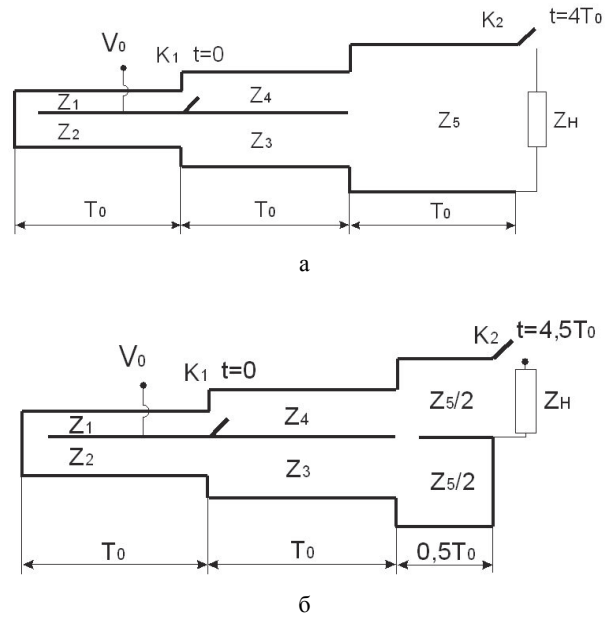 V₀ K₁ t=0 K₂ t=4T₀
Z₁ Z₄
Z₂ Z₃ Z₅ Zн
T₀ T₀ T₀
а
V₀ K₁ t=0 K₂ t=4,5T₀
Z₁ Z₄ Z₅/2 Zн
Z₂ Z₃ Z₅/2
T₀ T₀ 0,5T₀
б